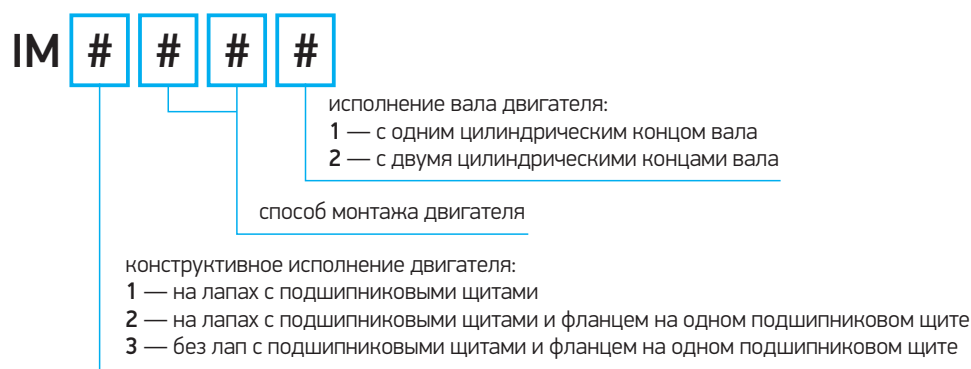 IM # # # #
исполнение вала двигателя:
1 — с одним цилиндрическим концом вала
2 — с двумя цилиндрическими концами вала
способ монтажа двигателя
конструктивное исполнение двигателя:
1 — на лапах с подшипниковыми щитами
2 — на лапах с подшипниковыми щитами и фланцем на одном подшипниковом щите
3 — без лап с подшипниковыми щитами и фланцем на одном подшипниковом щите